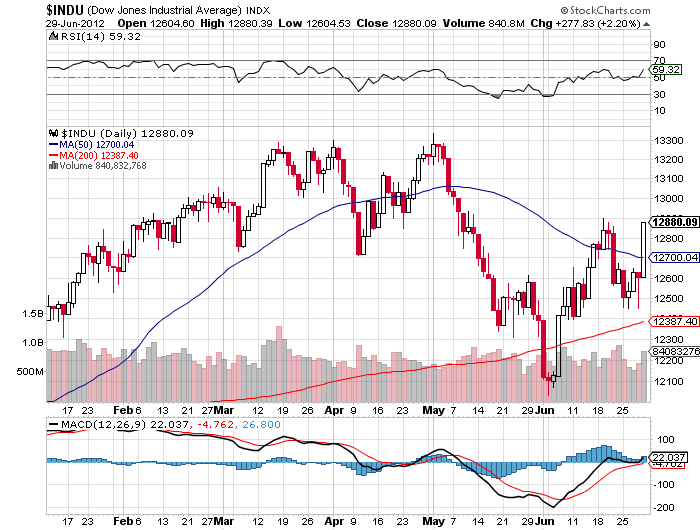 $INDU (Dow Jones Industrial Average) INDX
© StockCharts.com
29-Jun-2012 Open 12604.60 High 12880.39 Low 12604.53 Close 12880.09 Volume 840.8M Chg +277.83 (+2.20%)
RSI(14) 59.32
90
70
59.32
50
30
10
$INDU (Daily) 12880.09
MA(50) 12700.04
MA(200) 12387.40
Volume 840,832,768
13300
13200
13100
13000
12880.09
12800
12700.04
12600
12500
12387.40
84083276
12200
12100
1.5B
1.0B
500M
17 23 Feb 6 13 21 27 Mar 12 19 26 Apr 9 16 23 May 7 14 21 29 Jun 11 18 25
MACD(12,26,9) 22.037, -4.762, 26.800
100
22.037
-4.762
-100
-200
17 23 Feb 6 13 21 27 Mar 12 19 26 Apr 9 16 23 May 7 14 21 29 Jun 11 18 25